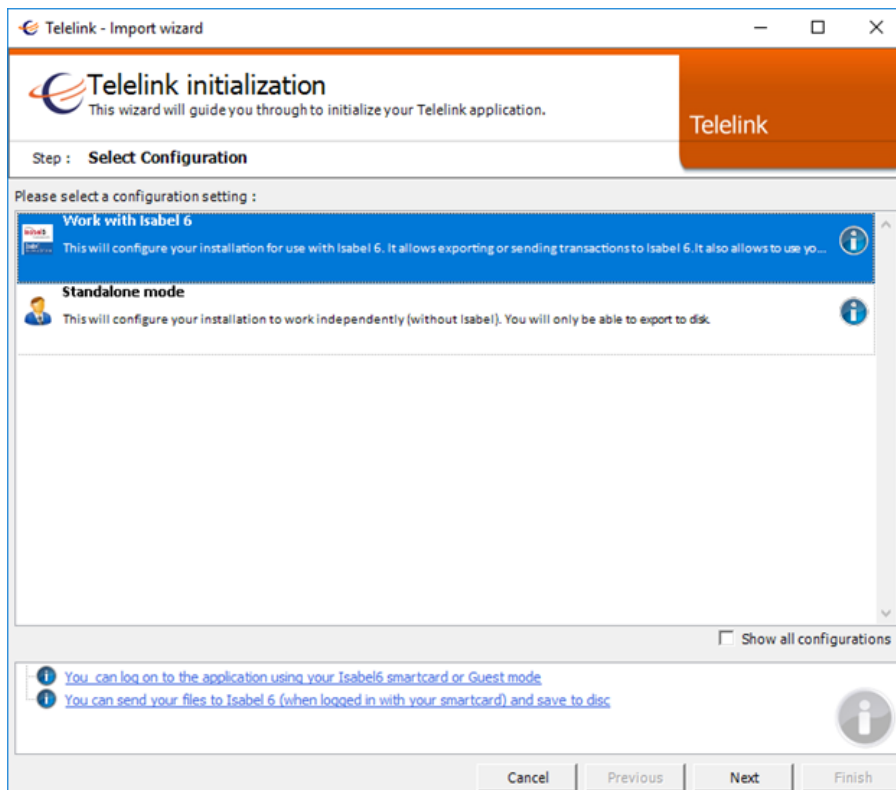 Telelink - Import wizard
Telelink initialization
This wizard will guide you through to initialize your Telelink application.
Telelink
Step : Select Configuration
Please select a configuration setting :
Work with Isabel 6
This will configure your installation for use with Isabel 6. It allows exporting or sending transactions to Isabel 6.It also allows to use yo...
Standalone mode
This will configure your installation to work independently (without Isabel). You will only be able to export to disk.
Show all configurations
You can log on to the application using your Isabel6 smartcard or Guest mode
You can send your files to Isabel 6 (when logged in with your smartcard) and save to disc
Cancel Previous Next Finish